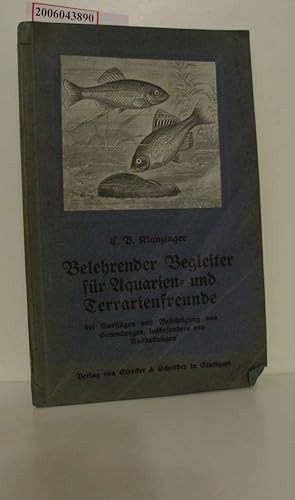 2006043890
C. B. Klunzinger
Belehrender Begleiter
für Aquarien- und
Terrarienfreunde
bei Ausflügen und Besichtigung von
Sammlungen, insbesondere von
Ausstellungen
Verlag von Strecker & Schröder in Stuttgart